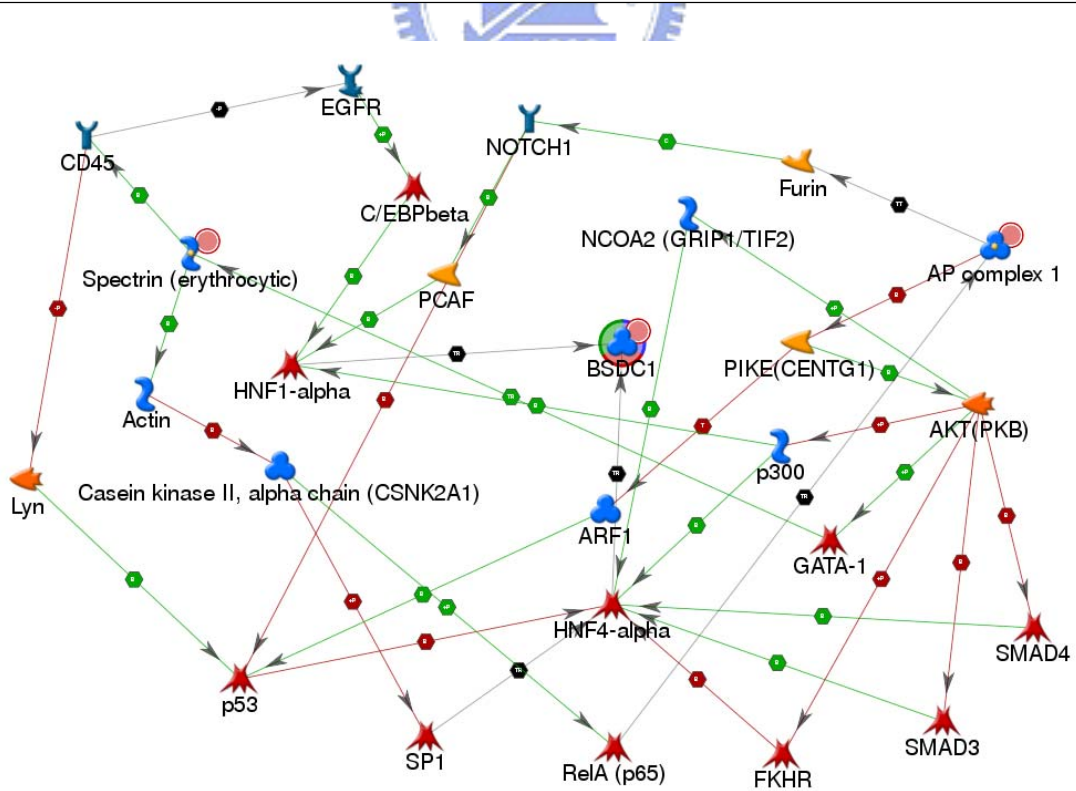 EGFR
NOTCH1
CD45
Furin
C/EBPbeta
NCOA2 (GRIP1/TIF2)
Spectrin (erythrocytic)
AP complex 1
PCAF
BSDC1
PIKE(CENTG1)
HNF1-alpha
Actin
AKT(PKB)
p300
Casein kinase II, alpha chain (CSNK2A1)
Lyn
ARF1
GATA-1
HNF4-alpha
SMAD4
p53
SMAD3
SP1
RelA (p65)
FKHR